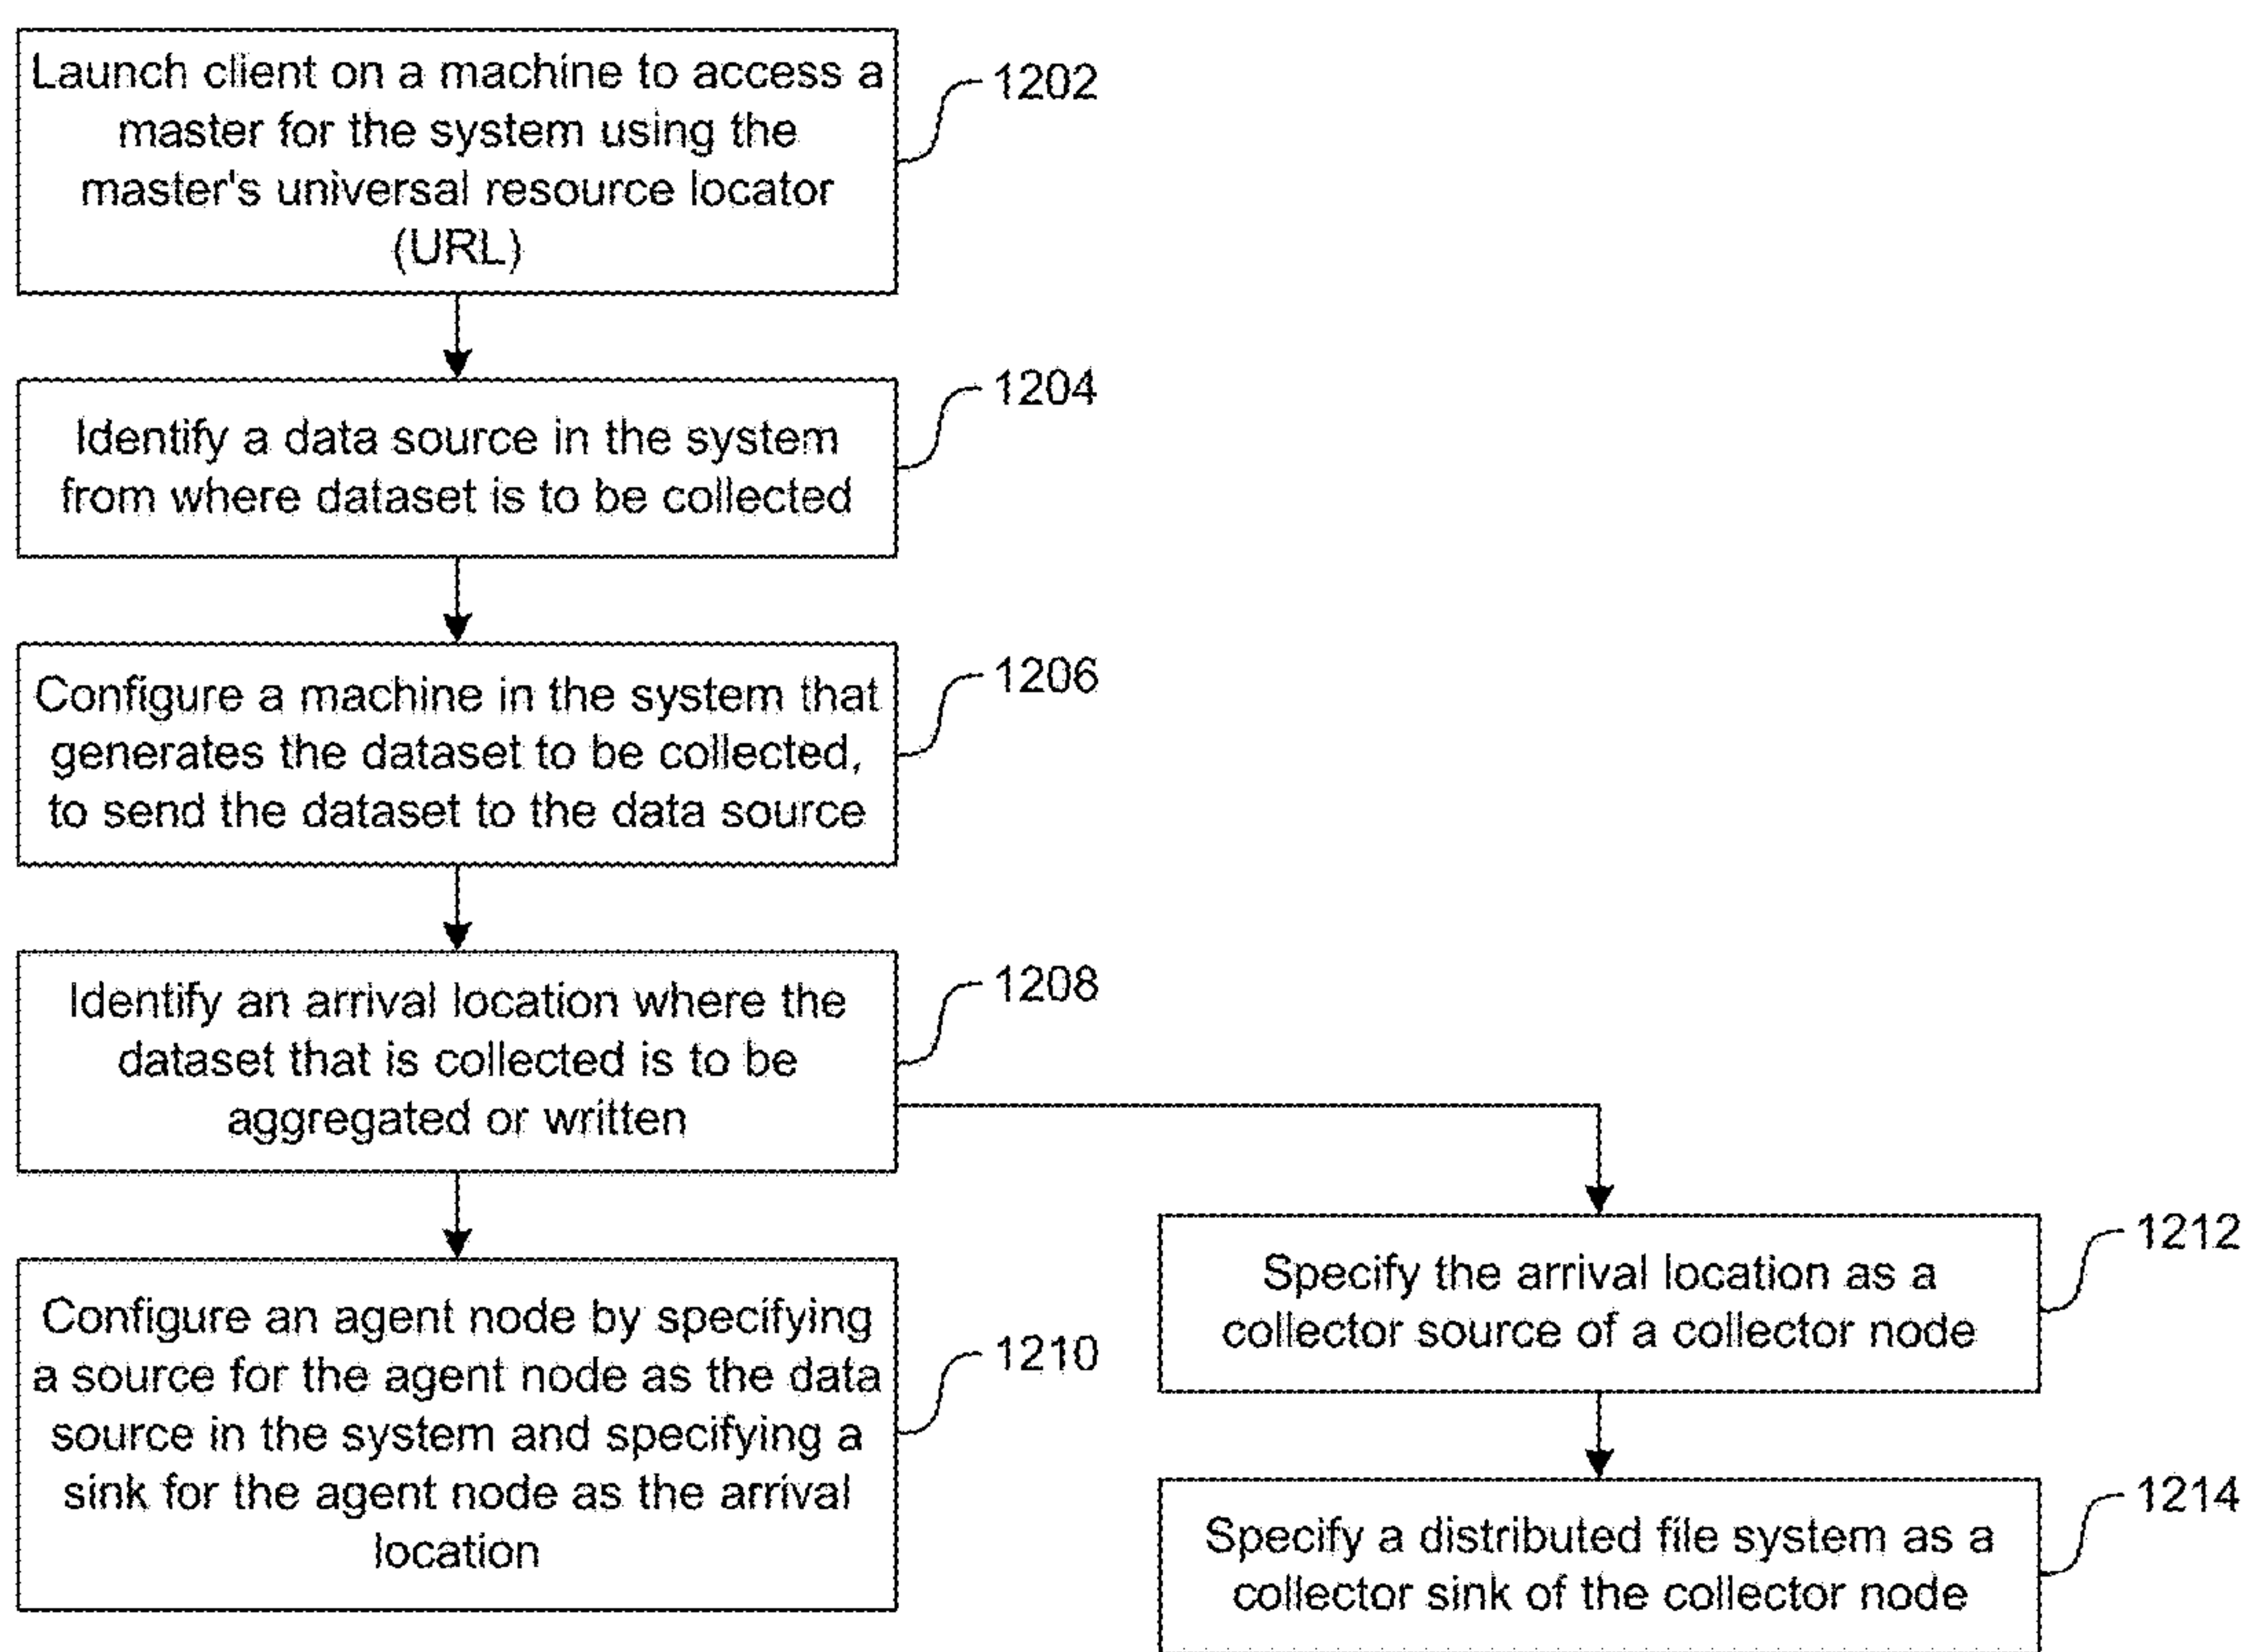 Launch client on a machine to access a
master for the system using the
master's universal resource locator
(URL)
1202
Identify a data source in the system
from where dataset is to be collected
1204
Configure a machine in the system that
generates the dataset to be collected,
to send the dataset to the data source
1206
Identify an arrival location where the
dataset that is collected is to be
aggregated or written
1208
Configure an agent node by specifying
a source for the agent node as the data
source in the system and specifying a
sink for the agent node as the arrival
location
1210
Specify the arrival location as a
collector source of a collector node
1212
Specify a distributed file system as a
collector sink of the collector node
1214